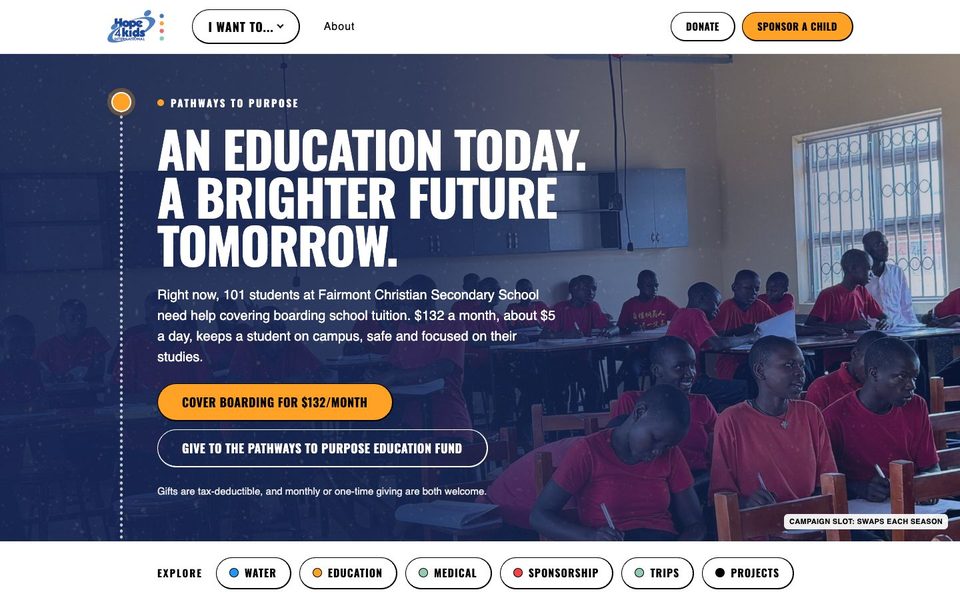 Hope
4kids
INTERNATIONAL
I WANT TO...
About
DONATE
SPONSOR A CHILD
PATHWAYS TO PURPOSE
AN EDUCATION TODAY.
A BRIGHTER FUTURE
TOMORROW.
Right now, 101 students at Fairmont Christian Secondary School
need help covering boarding school tuition. $132 a month, about $5
a day, keeps a student on campus, safe and focused on their
studies.
COVER BOARDING FOR $132/MONTH
GIVE TO THE PATHWAYS TO PURPOSE EDUCATION FUND
Gifts are tax-deductible, and monthly or one-time giving are both welcome.
CAMPAIGN SLOT: SWAPS EACH SEASON
EXPLORE
WATER
EDUCATION
MEDICAL
SPONSORSHIP
TRIPS
PROJECTS